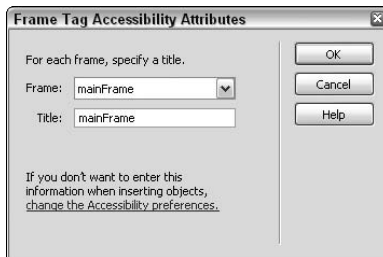 Frame Tag Accessibility Attributes
For each frame, specify a title.
Frame: mainFrame
Title: mainFrame
If you don't want to enter this
information when inserting objects,
change the Accessibility preferences.
OK
Cancel
Help